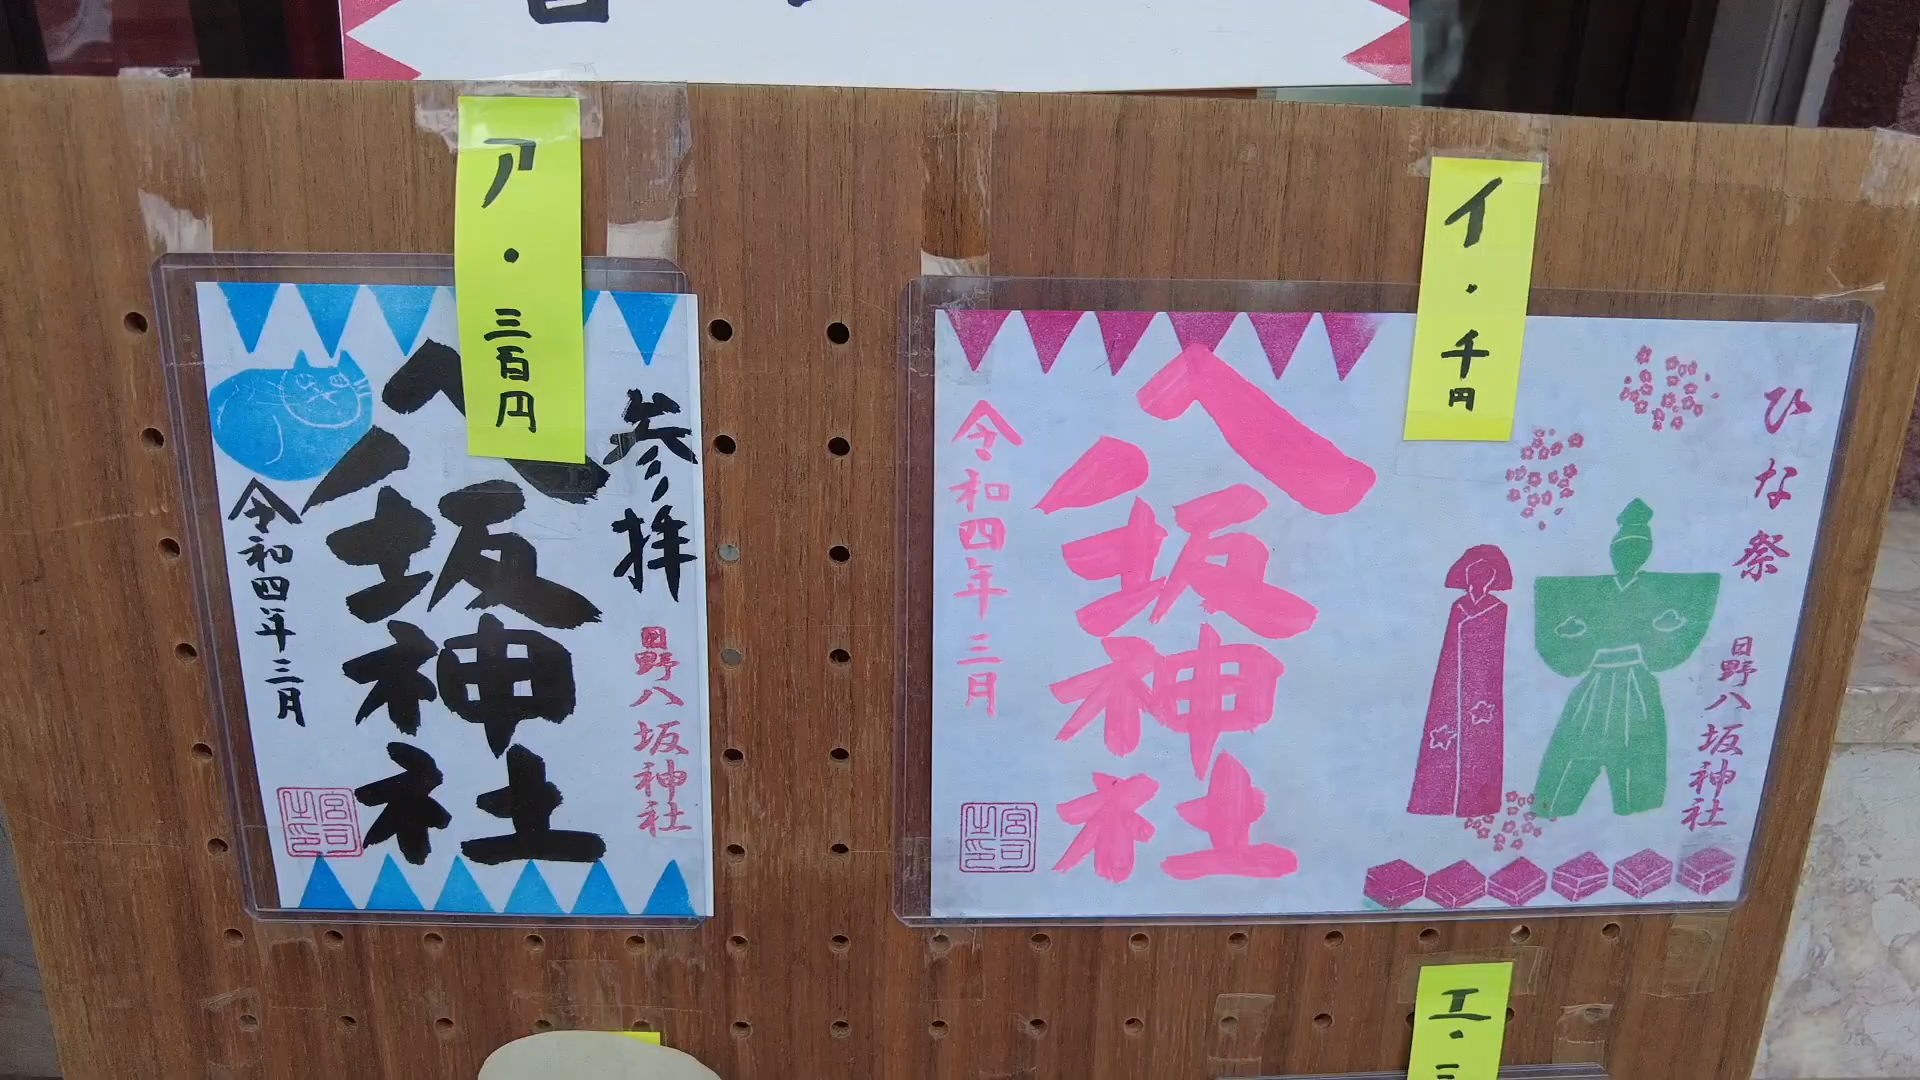 ア・三百円
参拝
八坂神社
日野八坂神社
令和四年三月
イ・千円
ひな祭
日野八坂神社
八坂神社
令和四年三月
エ・三